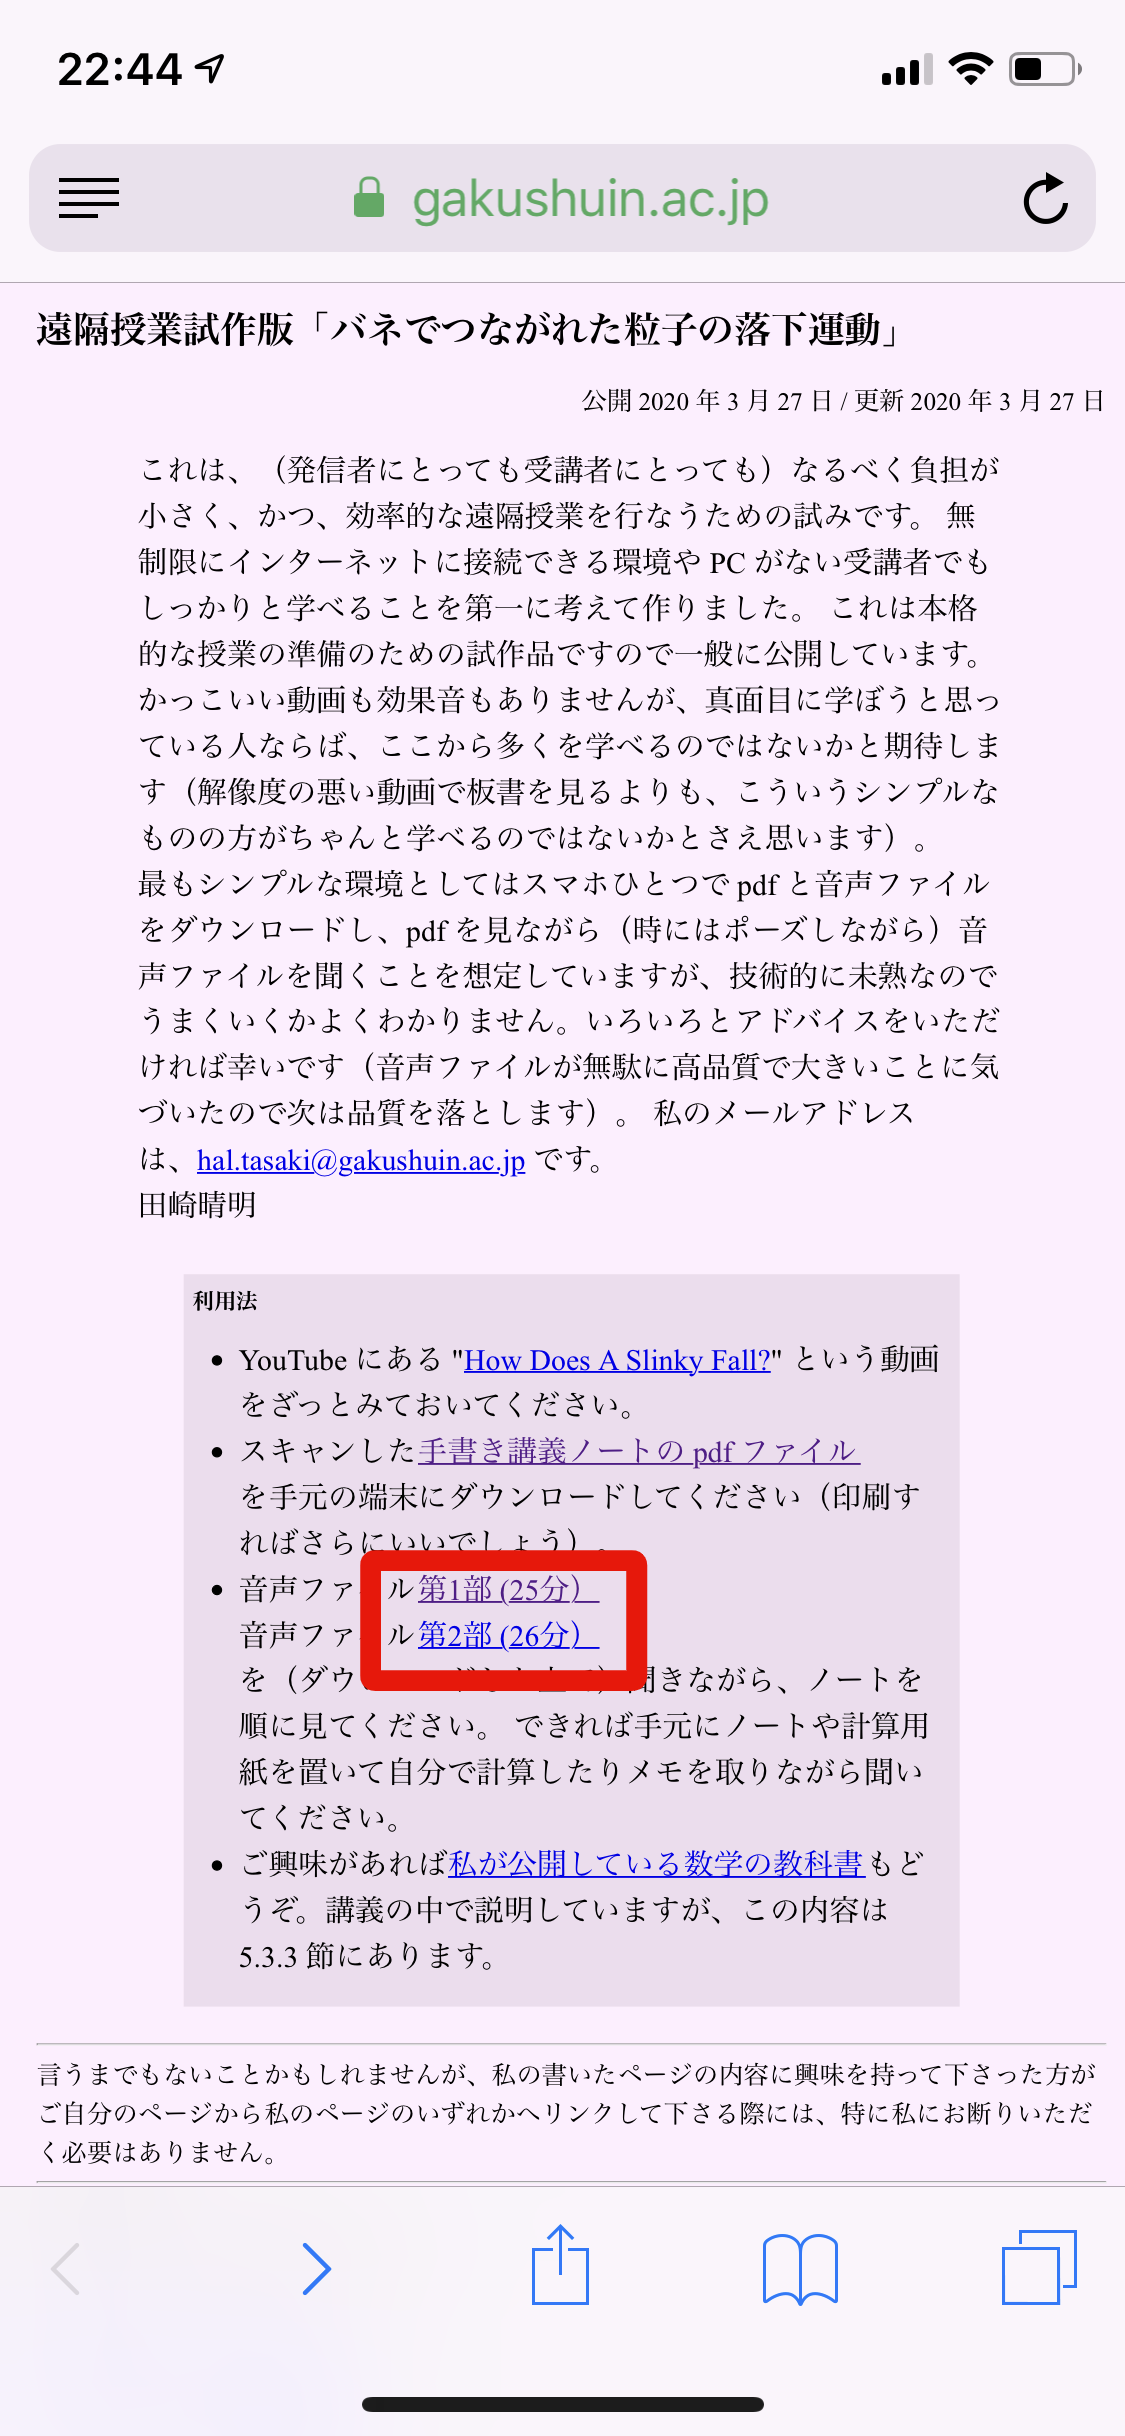 22:44
gakushuin.ac.jp
遠隔授業試作版「バネでつながれた粒子の落下運動」
公開 2020 年 3 月 27 日 / 更新 2020 年 3 月 27 日
これは、（発信者にとっても受講者にとっても）なるべく負担が
小さく、かつ、効率的な遠隔授業を行なうための試みです。 無
制限にインターネットに接続できる環境や PC がない受講者でも
しっかりと学べることを第一に考えて作りました。 これは本格
的な授業の準備のための試作品ですので一般に公開しています。
かっこいい動画も効果音もありませんが、真面目に学ぼうと思っ
ている人ならば、ここから多くを学べるのではないかと期待しま
す（解像度の悪い動画で板書を見るよりも、こういうシンプルな
ものの方がちゃんと学べるのではないかとさえ思います）。
最もシンプルな環境としてはスマホひとつで pdf と音声ファイル
をダウンロードし、pdf を見ながら（時にはポーズしながら）音
声ファイルを聞くことを想定していますが、技術的に未熟なので
うまくいくかよくわかりません。いろいろとアドバイスをいただ
ければ幸いです（音声ファイルが無駄に高品質で大きいことに気
づいたので次は品質を落とします）。 私のメールアドレス
は、hal.tasaki@gakushuin.ac.jp です。
田崎晴明
利用法
• YouTube にある "How Does A Slinky Fall?" という動画
をざっとみておいてください。
• スキャンした手書き講義ノートの pdf ファイル
を手元の端末にダウンロードしてください（印刷す
ればさらにいいでしょう）。
• 音声ファ ル第1部 (25分）
音声ファ ル第2部 (26分）
を（ダウ 聞きながら、ノートを
順に見てください。 できれば手元にノートや計算用
紙を置いて自分で計算したりメモを取りながら聞い
てください。
• ご興味があれば私が公開している数学の教科書もど
うぞ。講義の中で説明していますが、この内容は
5.3.3 節にあります。
言うまでもないことかもしれませんが、私の書いたページの内容に興味を持って下さった方が
ご自分のページから私のページのいずれかへリンクして下さる際には、特に私にお断りいただ
く必要はありません。